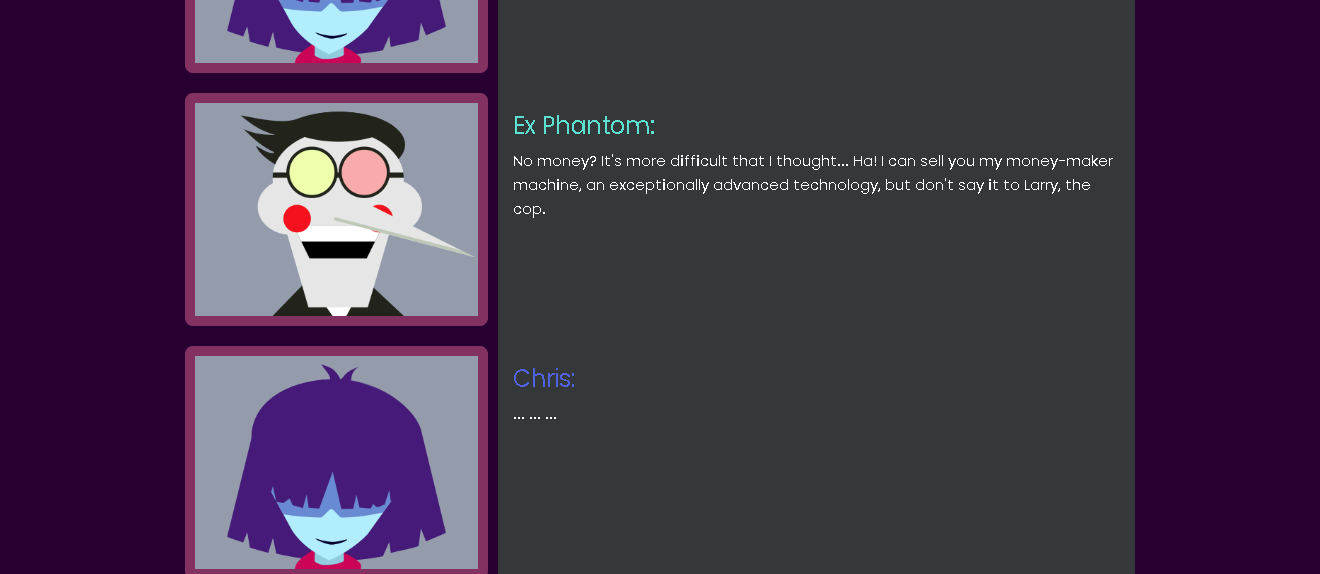 Ex Phantom:
No money? It's more difficult that I thought... Ha! I can sell you my money-maker
machine, an exceptionally advanced technology, but don't say it to Larry, the
cop.
Chris:
... ... ...